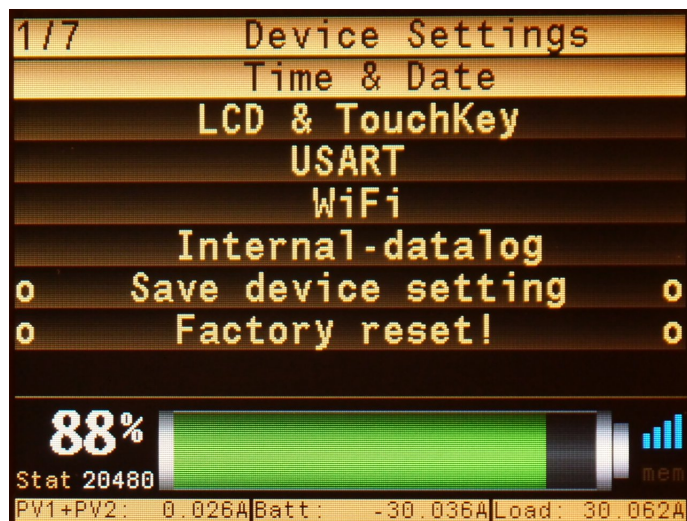 1/7 Device Settings
Time & Date
LCD & TouchKey
USART
WiFi
Internal-datalog
o Save device setting o
o Factory reset! o
88%
Stat 20480 mem
PV1+PV2: 0.026A Batt: -30.036A Load: 30.062A